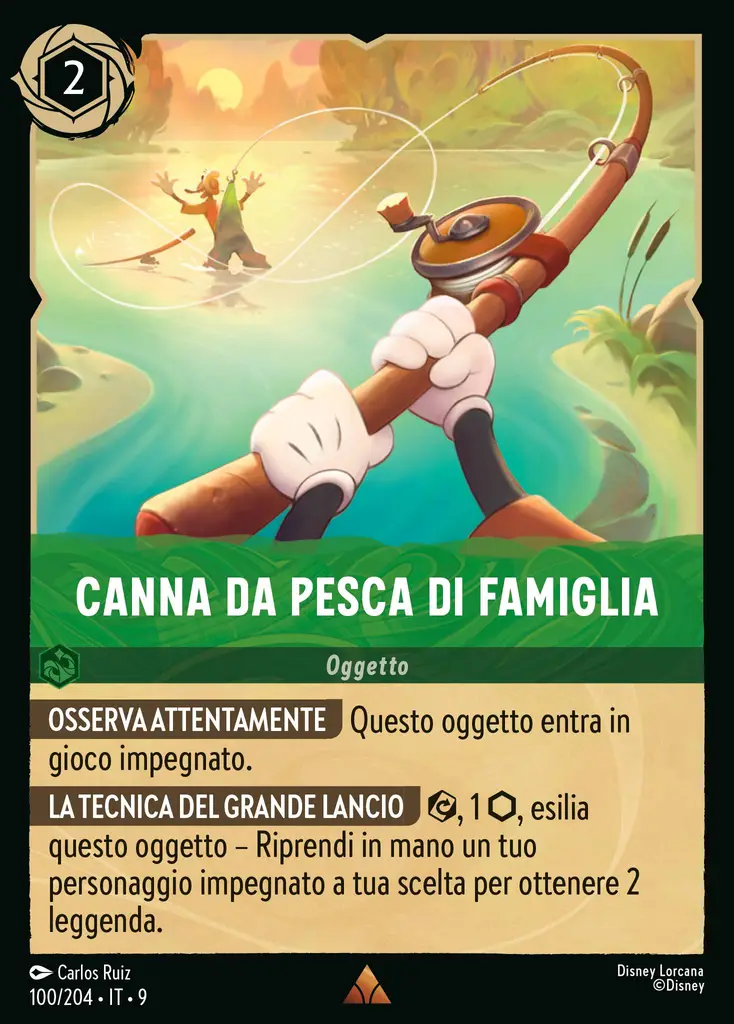 2
CANNA DA PESCA DI FAMIGLIA
Oggetto
OSSERVA ATTENTAMENTE Questo oggetto entra in
gioco impegnato.
LA TECNICA DEL GRANDE LANCIO , 1 , esilia
questo oggetto – Riprendi in mano un tuo
personaggio impegnato a tua scelta per ottenere 2
leggenda.
Carlos Ruiz
100/204 • IT • 9
Disney Lorcana
©Disney